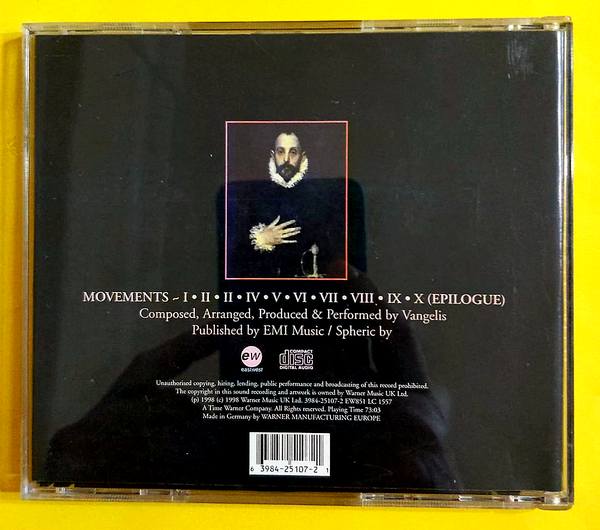 MOVEMENTS ~ I • II • II • IV • V • VI • VII • VIII • IX • X (EPILOGUE)
Composed, Arranged, Produced & Performed by Vangelis
Published by EMI Music / Spheric by
ew
eastwest
COMPACT
disc
DIGITAL AUDIO
Unauthorised copying, hiring, lending, public performance and broadcasting of this record prohibited.
The copyright in this sound recording and artwork is owned by Warner Music UK Ltd.
(p) 1998 (c) 1998 Warner Music UK Ltd. 3984-25107-2 EW851 LC 1557
A Time Warner Company. All Rights reserved. Playing Time 73:03
Made in Germany by WARNER MANUFACTURING EUROPE
0
6 3984-25107-2 1